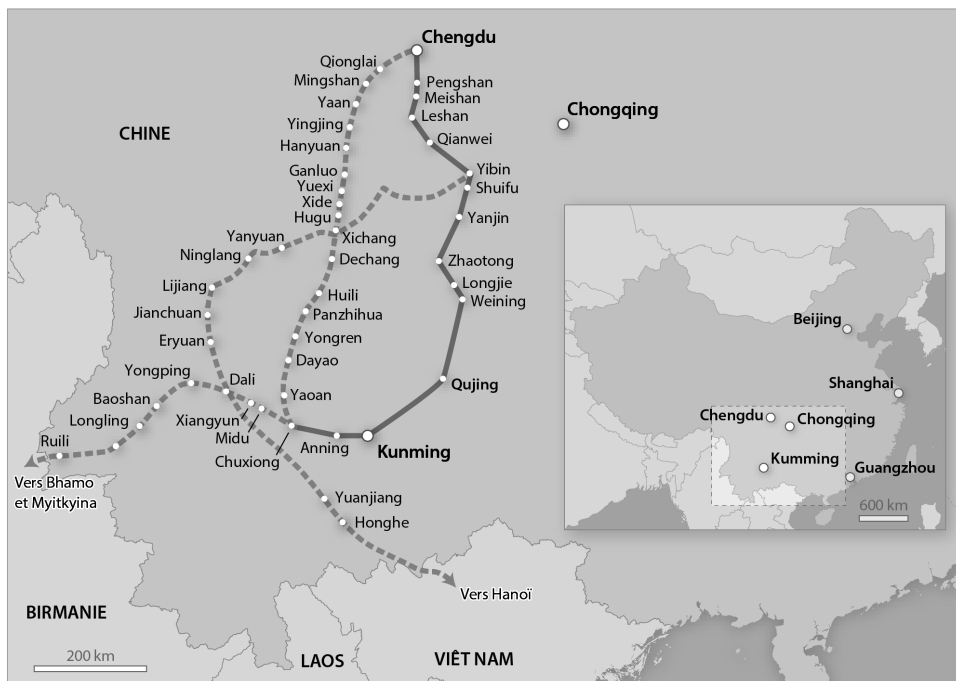 Chengdu
Qionglai
Mingshan
Pengshan
Meishan
Yaan
Leshan
Chongqing
Yingjing
CHINE
Qianwei
Hanyuan
Ganluo
Yibin
Yuexi
Shuifu
Xide
Hugu
Yanjin
Yanyuan
Xichang
Ninglang
Dechang
Zhaotong
Lijiang
Longjie
Huili
Weining
Jianchuan
Panzhihua
Eryuan
Yongren
Dayao
Yongping
Dali
Qujing
Baoshan
Yaoan
Longling
Xiangyun
Midu
Ruili
Anning
Kunming
Chuxiong
Vers Bhamo
et Myitkyina
Yuanjiang
Honghe
Vers Hanoï
BIRMANIE
200 km
LAOS
VIÊT NAM
Beijing
Shanghai
Chengdu
Chongqing
Kumming
Guangzhou
600 km